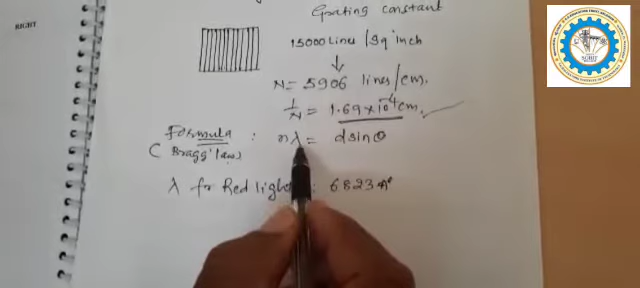 RIGHT
Grating constant
15000 Lines / Sq inch
↓
N = 5906 lines/cm.
1/N = 1.69 x 10⁻⁴ cm.
Formula : nλ = d sinθ
( Bragg's law)
λ for Red light : 6823 A°